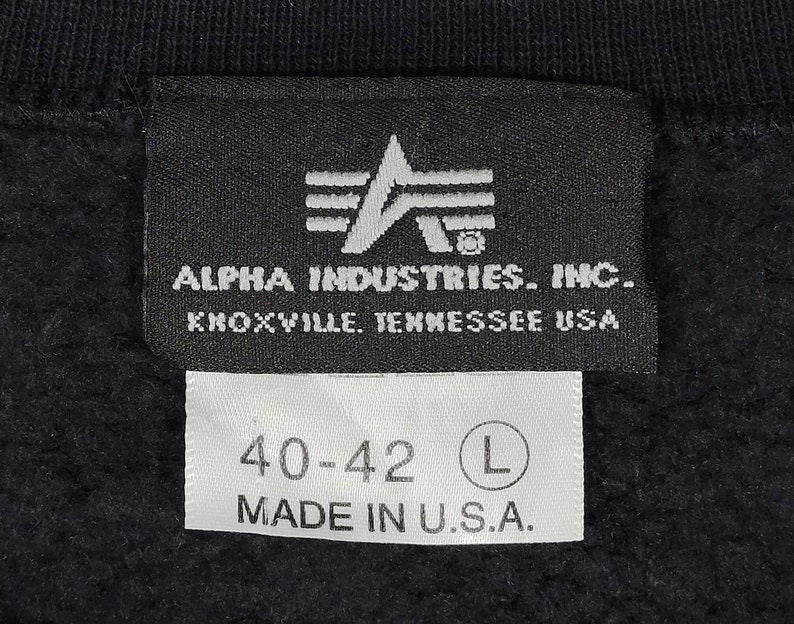 ALPHA INDUSTRIES. INC.
KNOXVILLE. TENNESSEE USA
40-42 L
MADE IN U.S.A.